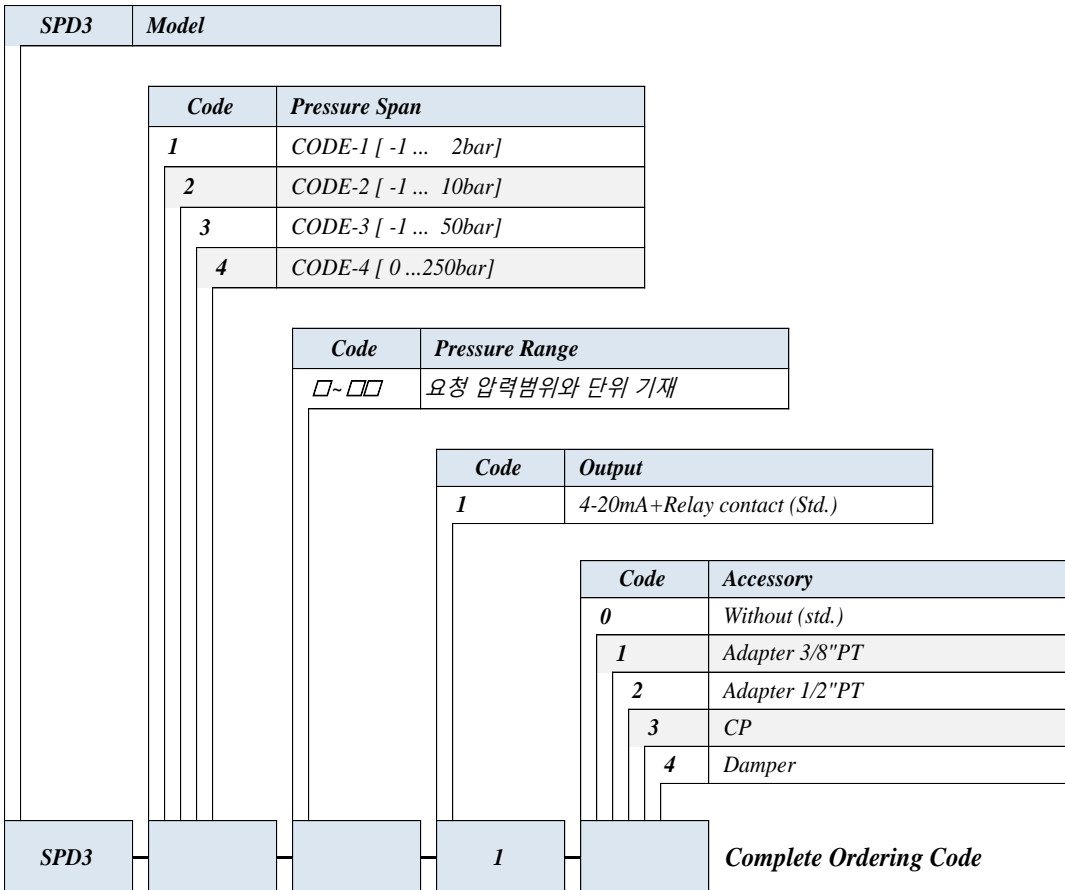 SPD3 Model
Code Pressure Span
1 CODE-1 [ -1 ... 2bar]
2 CODE-2 [ -1 ... 10bar]
3 CODE-3 [ -1 ... 50bar]
4 CODE-4 [ 0 ...250bar]
Code Pressure Range
□~□□ 요청 압력범위와 단위 기재
Code Output
1 4-20mA+Relay contact (Std.)
Code Accessory
0 Without (std.)
1 Adapter 3/8"PT
2 Adapter 1/2"PT
3 CP
4 Damper
SPD3 1 Complete Ordering Code